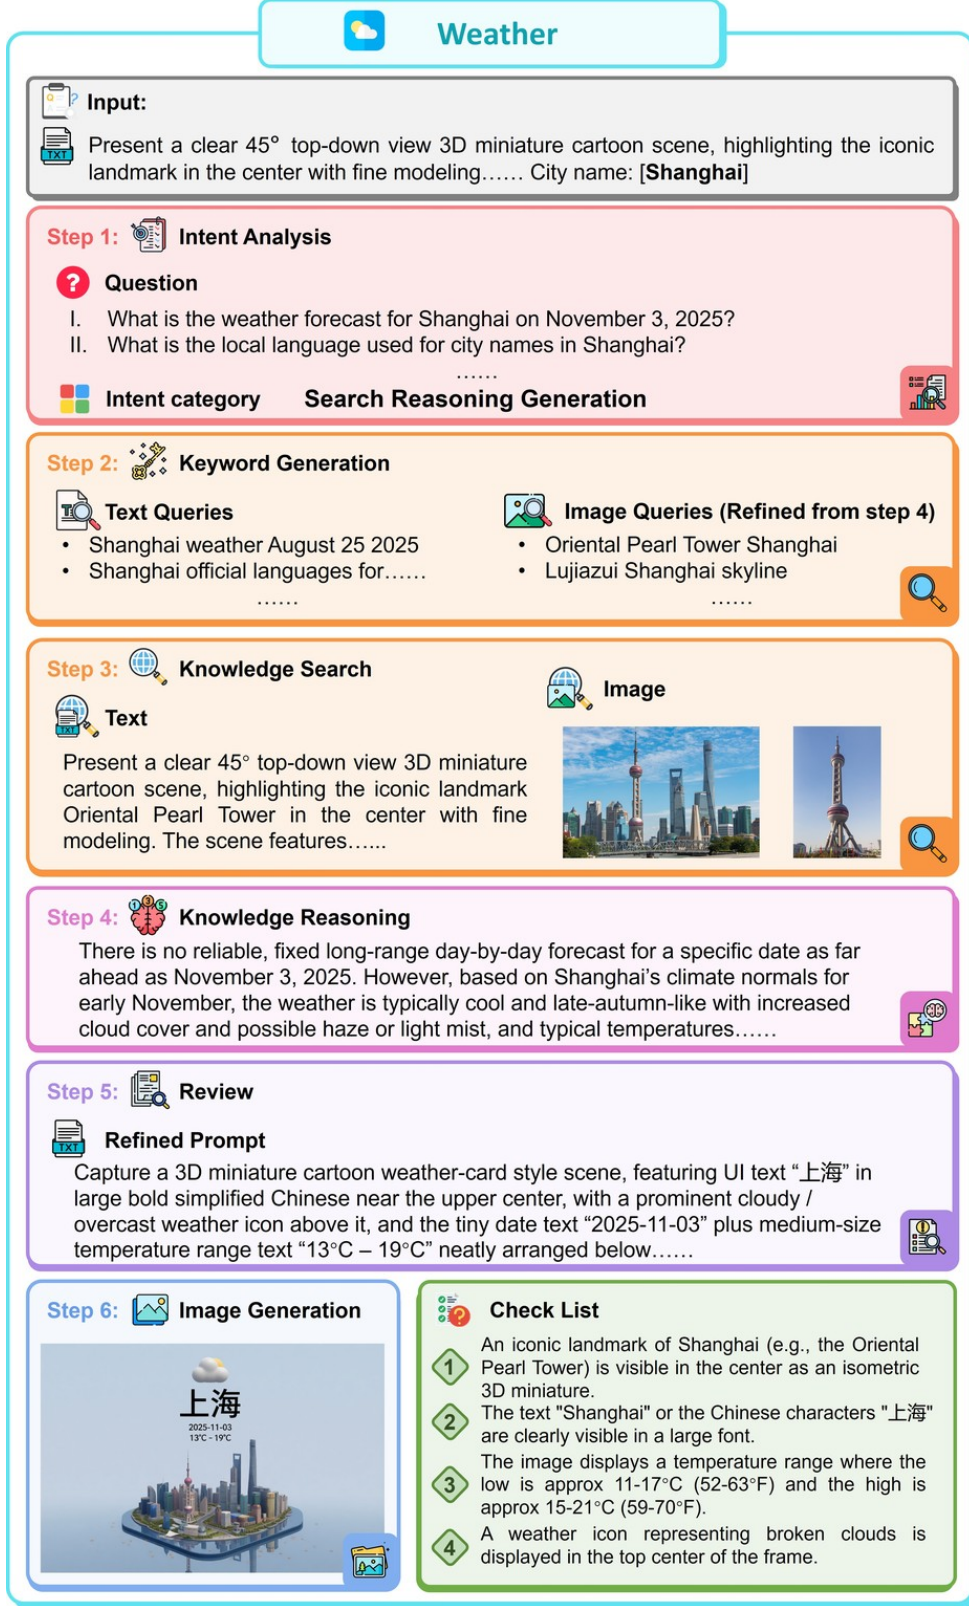 Weather
Input:
TXT
Present a clear 45° top-down view 3D miniature cartoon scene, highlighting the iconic
landmark in the center with fine modeling…… City name: [Shanghai]
Step 1:
Intent Analysis
? Question
I. What is the weather forecast for Shanghai on November 3, 2025?
II. What is the local language used for city names in Shanghai?
……
Intent category Search Reasoning Generation
Step 2:
Keyword Generation
Text Queries
• Shanghai weather August 25 2025
• Shanghai official languages for……
……
Image Queries (Refined from step 4)
• Oriental Pearl Tower Shanghai
• Lujiazui Shanghai skyline
……
Step 3:
Knowledge Search
TXT
Text
Present a clear 45° top-down view 3D miniature
cartoon scene, highlighting the iconic landmark
Oriental Pearl Tower in the center with fine
modeling. The scene features…...
Image
Step 4:
1 3 5
Knowledge Reasoning
There is no reliable, fixed long-range day-by-day forecast for a specific date as far
ahead as November 3, 2025. However, based on Shanghai’s climate normals for
early November, the weather is typically cool and late-autumn-like with increased
cloud cover and possible haze or light mist, and typical temperatures……
Step 5:
Review
TXT
Refined Prompt
Capture a 3D miniature cartoon weather-card style scene, featuring UI text “上海” in
large bold simplified Chinese near the upper center, with a prominent cloudy /
overcast weather icon above it, and the tiny date text “2025-11-03” plus medium-size
temperature range text “13°C – 19°C” neatly arranged below……
Step 6:
Image Generation
上海
2025-11-03
13°C - 19°C
Check List
1
An iconic landmark of Shanghai (e.g., the Oriental
Pearl Tower) is visible in the center as an isometric
3D miniature.
2
The text "Shanghai" or the Chinese characters "上海"
are clearly visible in a large font.
3
The image displays a temperature range where the
low is approx 11-17°C (52-63°F) and the high is
approx 15-21°C (59-70°F).
4
A weather icon representing broken clouds is
displayed in the top center of the frame.